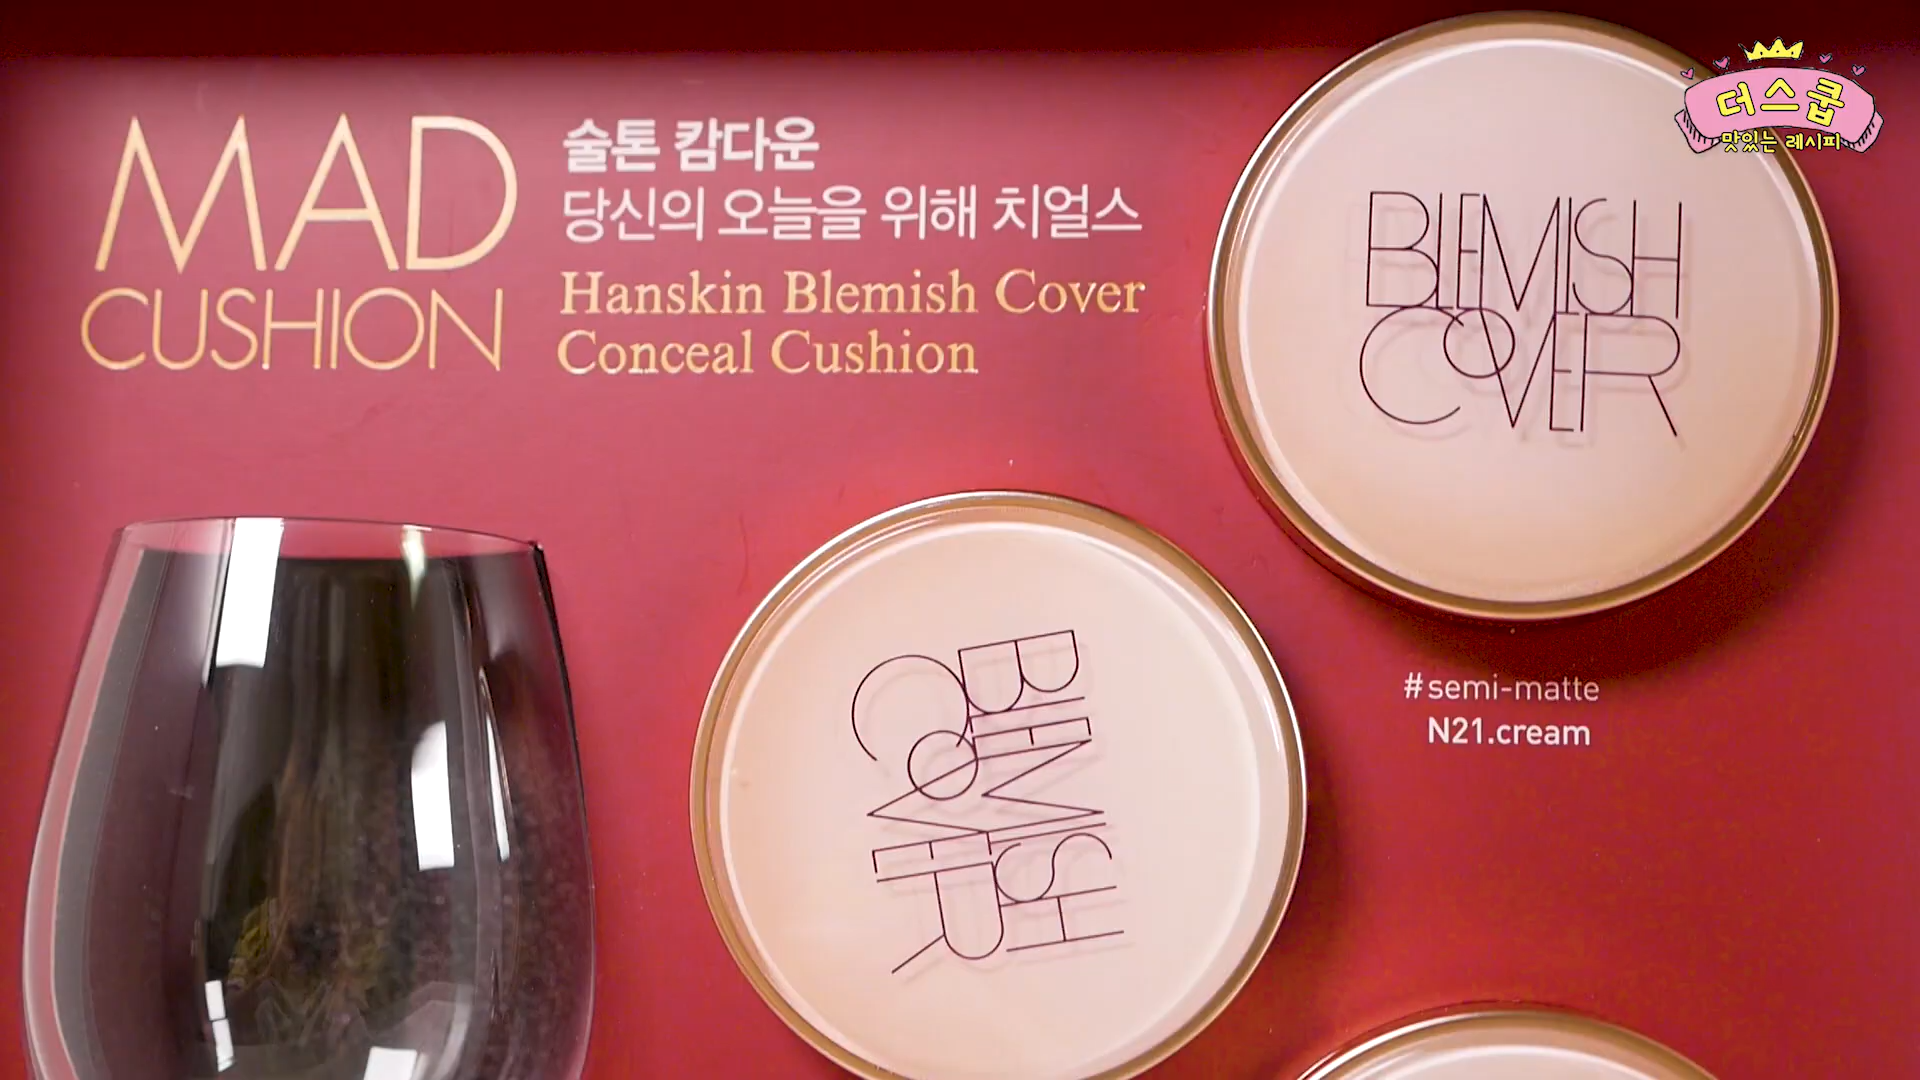 MAD
CUSHION
술톤 캄다운
당신의 오늘을 위해 치얼스
Hanskin Blemish Cover
Conceal Cushion
BLEMISH
COVER
더스쿱
맛있는 레시피
BLEMISH
COVER
#semi-matte
N21.cream